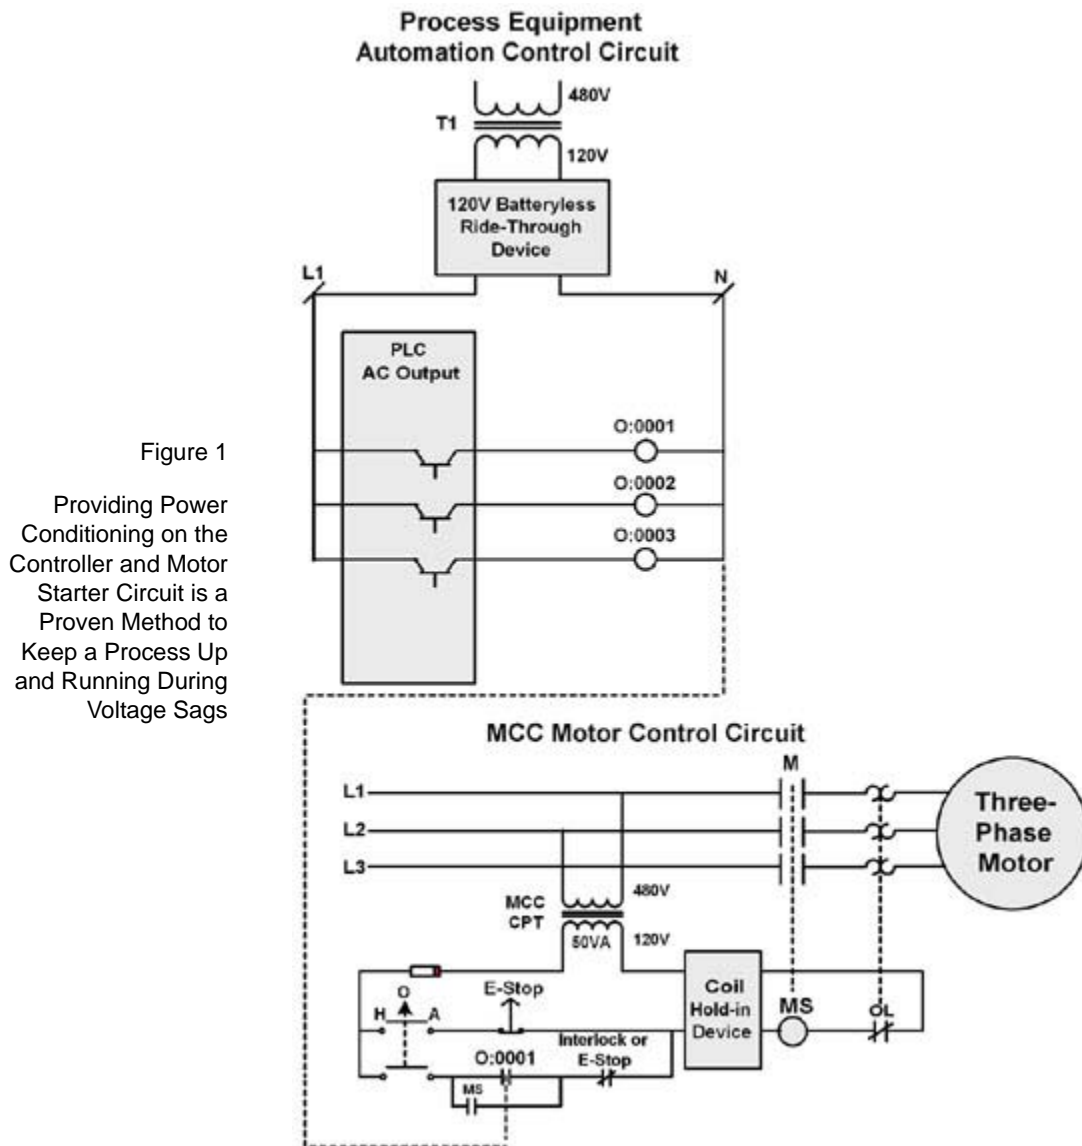 Process Equipment
Automation Control Circuit
480V
T1
120V
120V Batteryless
Ride-Through
Device
L1
N
PLC
AC Output
O:0001
O:0002
O:0003
Figure 1
Providing Power
Conditioning on the
Controller and Motor
Starter Circuit is a
Proven Method to
Keep a Process Up
and Running During
Voltage Sags
MCC Motor Control Circuit
M
L1
L2
L3
Three-
Phase
Motor
MCC
CPT
480V
50VA
120V
O
H
A
E-Stop
Coil
Hold-in
Device
MS
OL
Interlock or
E-Stop
O:0001
MS